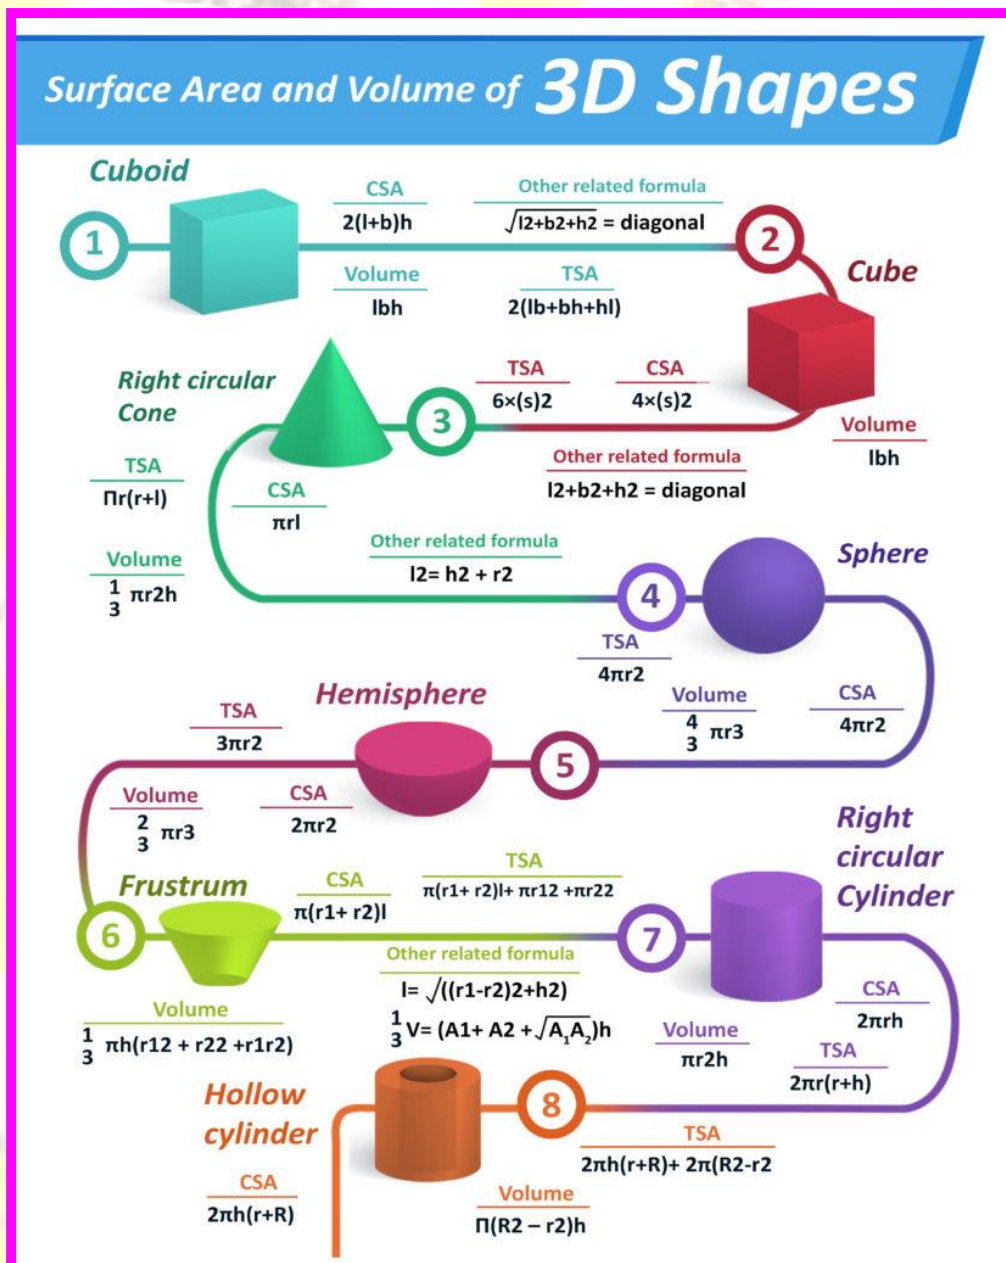 Surface Area and Volume of 3D Shapes
Cuboid
1
CSA
2(l+b)h
Other related formula
√l2+b2+h2 = diagonal
Volume
lbh
TSA
2(lb+bh+hl)
2
Cube
TSA
6×(s)2
CSA
4×(s)2
Volume
lbh
Other related formula
l2+b2+h2 = diagonal
3
Right circular
Cone
TSA
Πr(r+l)
CSA
πrl
Volume
1/3 πr2h
Other related formula
l2= h2 + r2
4
Sphere
TSA
4πr2
Volume
4/3 πr3
CSA
4πr2
5
Hemisphere
TSA
3πr2
Volume
2/3 πr3
CSA
2πr2
6
Frustrum
CSA
π(r1+ r2)l
TSA
π(r1+ r2)l+ πr12 +πr22
Volume
1/3 πh(r12 + r22 +r1r2)
Other related formula
l= √((r1-r2)2+h2)
1/3 V= (A1+ A2 + √A₁A₂)h
7
Right
circular
Cylinder
CSA
2πrh
Volume
πr2h
TSA
2πr(r+h)
8
Hollow
cylinder
TSA
2πh(r+R)+ 2π(R2-r2
CSA
2πh(r+R)
Volume
Π(R2 – r2)h